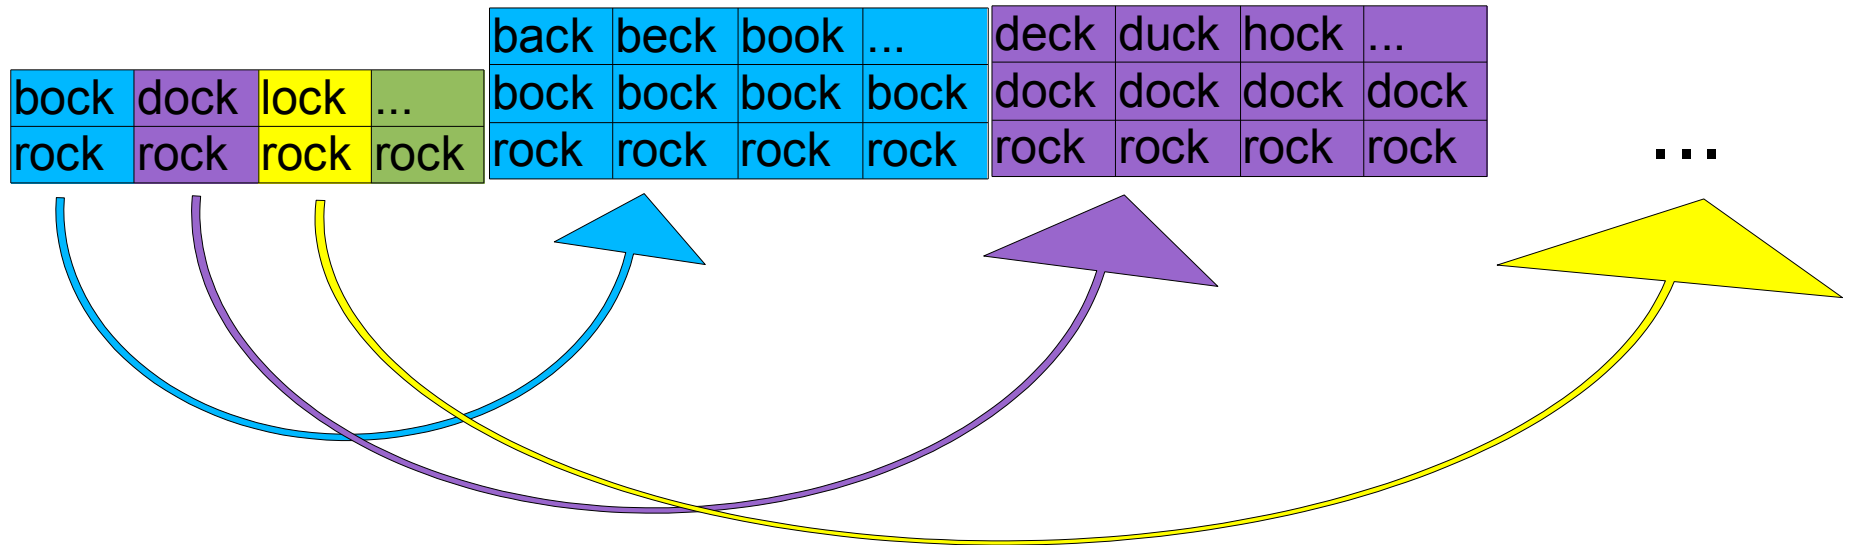 bock dock lock ...
rock rock rock rock
back beck book ...
bock bock bock bock
rock rock rock rock
deck duck hock ...
dock dock dock dock
rock rock rock rock
...